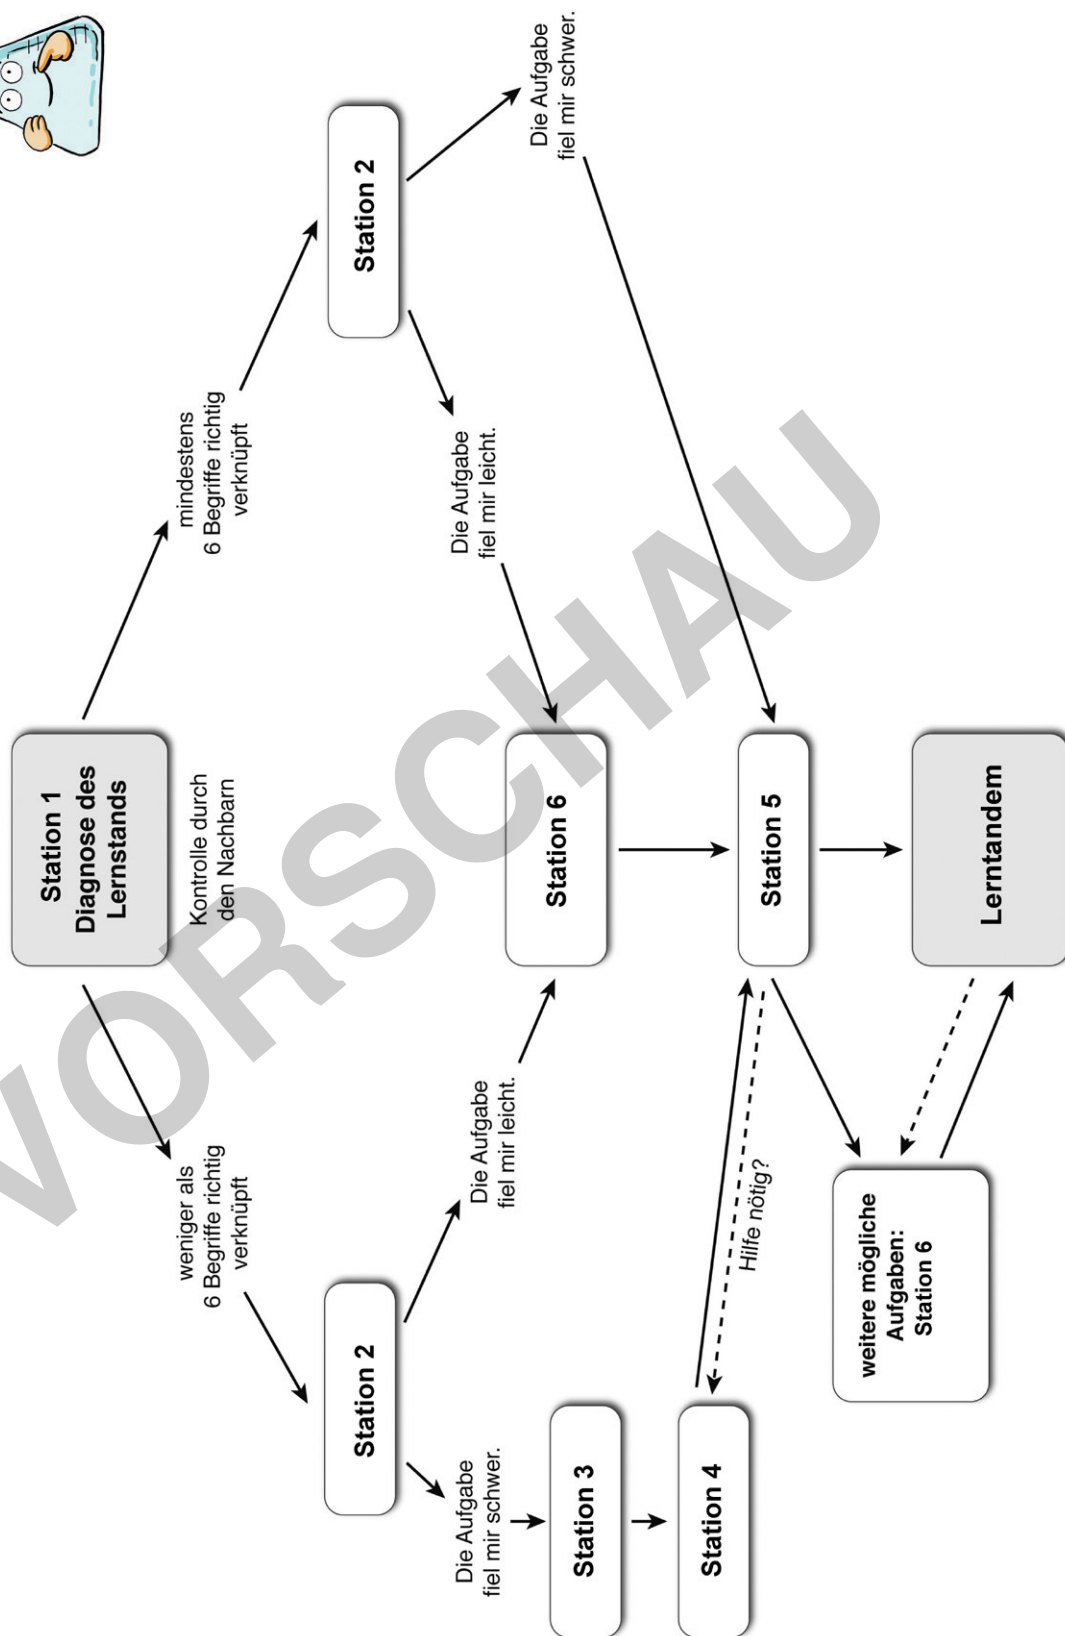 Station 1
Diagnose des
Lernstands
Kontrolle durch
den Nachbarn
weniger als
6 Begriffe richtig
verknüpft
mindestens
6 Begriffe richtig
verknüpft
Station 2
Station 2
Die Aufgabe
fiel mir schwer.
Die Aufgabe
fiel mir leicht.
Die Aufgabe
fiel mir leicht.
Die Aufgabe
fiel mir schwer.
Station 3
Station 6
Station 4
Hilfe nötig?
Station 5
weitere mögliche
Aufgaben:
Station 6
Lerntandem
VORSCHAU